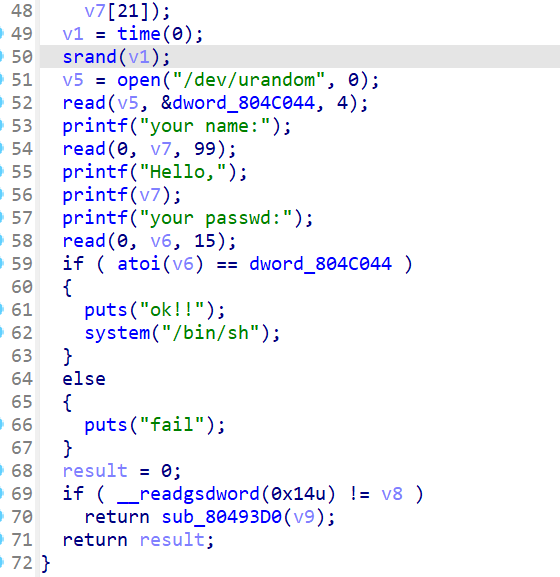 48 v7[21]);
49 v1 = time(0);
50 srand(v1);
51 v5 = open("/dev/urandom", 0);
52 read(v5, &dword_804C044, 4);
53 printf("your name:");
54 read(0, v7, 99);
55 printf("Hello,");
56 printf(v7);
57 printf("your passwd:");
58 read(0, v6, 15);
59 if ( atoi(v6) == dword_804C044 )
60 {
61 puts("ok!!");
62 system("/bin/sh");
63 }
64 else
65 {
66 puts("fail");
67 }
68 result = 0;
69 if ( __readgsdword(0x14u) != v8 )
70 return sub_80493D0(v9);
71 return result;
72 }